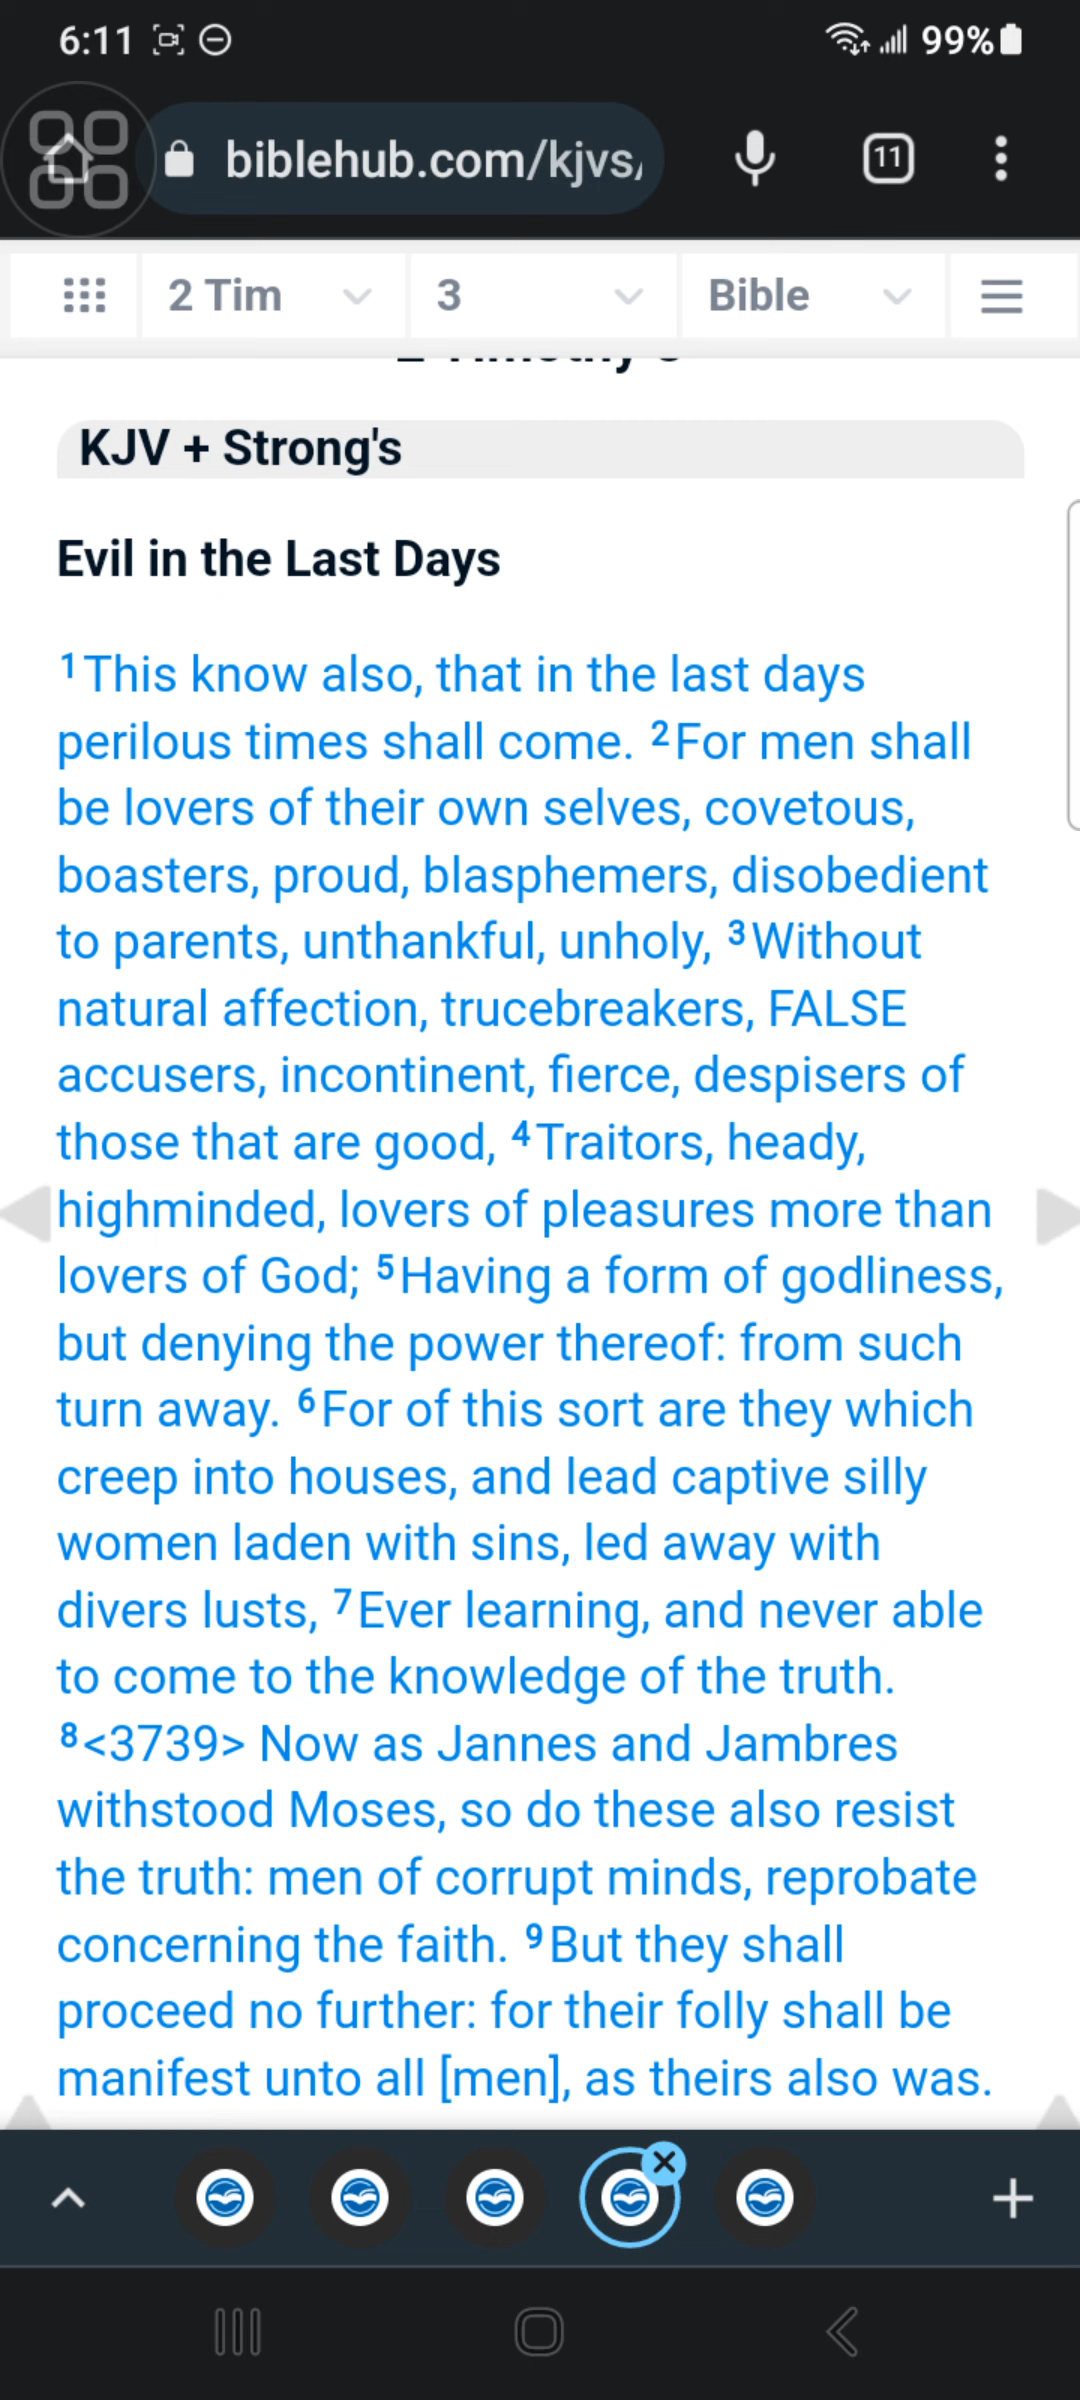 6:11 99%
biblehub.com/kjvs, 11
2 Tim 3 Bible
KJV + Strong's
Evil in the Last Days
1 This know also, that in the last days
perilous times shall come. 2 For men shall
be lovers of their own selves, covetous,
boasters, proud, blasphemers, disobedient
to parents, unthankful, unholy, 3 Without
natural affection, trucebreakers, FALSE
accusers, incontinent, fierce, despisers of
those that are good, 4 Traitors, heady,
highminded, lovers of pleasures more than
lovers of God; 5 Having a form of godliness,
but denying the power thereof: from such
turn away. 6 For of this sort are they which
creep into houses, and lead captive silly
women laden with sins, led away with
divers lusts, 7 Ever learning, and never able
to come to the knowledge of the truth.
8 <3739> Now as Jannes and Jambres
withstood Moses, so do these also resist
the truth: men of corrupt minds, reprobate
concerning the faith. 9 But they shall
proceed no further: for their folly shall be
manifest unto all [men], as theirs also was.